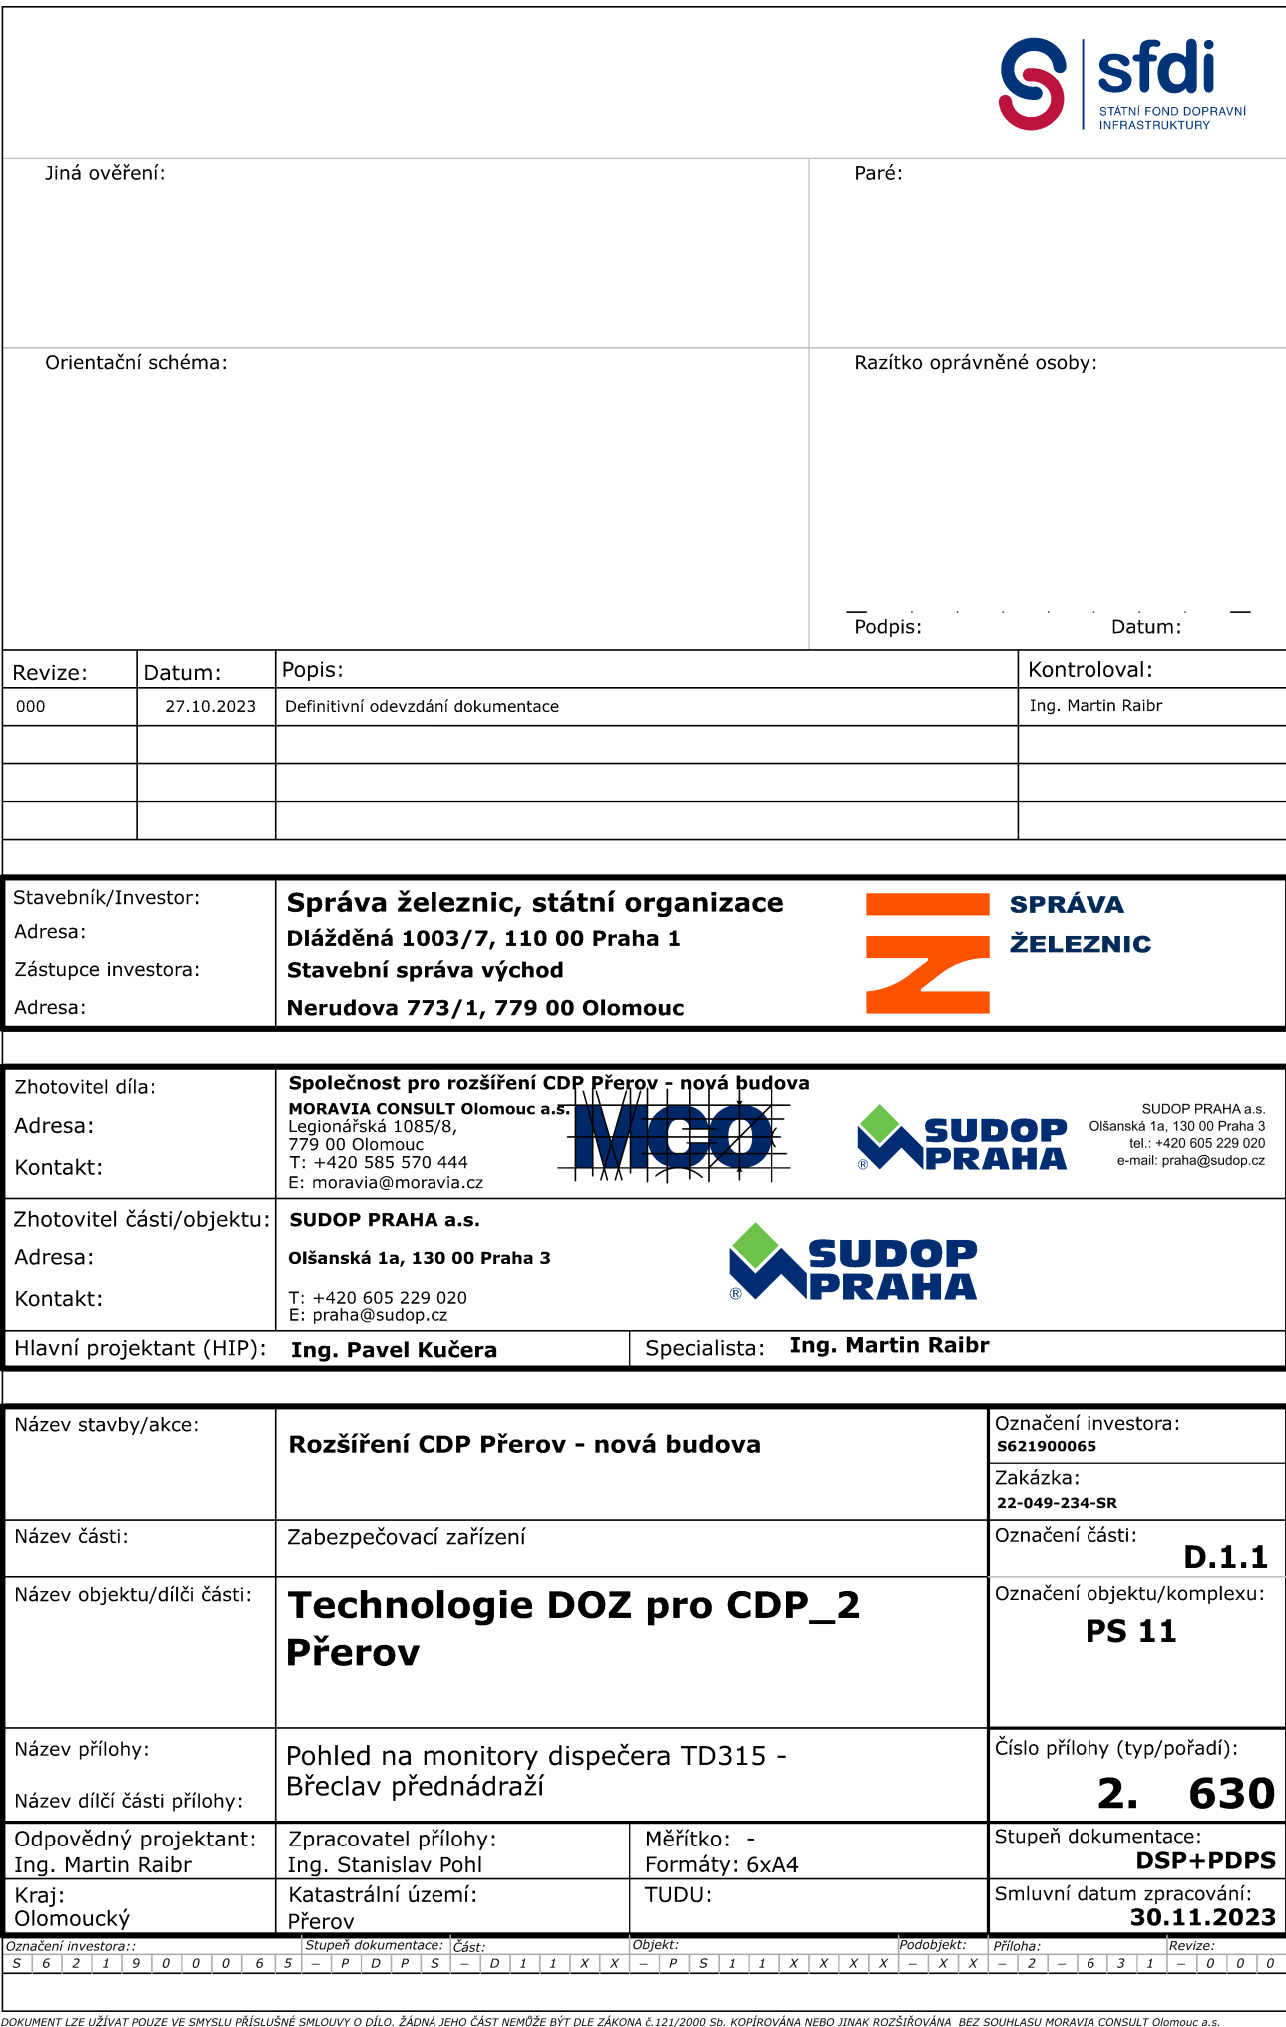 sfdi
STÁTNÍ FOND DOPRAVNÍ
INFRASTRUKTURY
Jiná ověření:
Paré:
Orientační schéma:
Razítko oprávněné osoby:
Podpis:
Datum:
Revize: Datum: Popis: Kontroloval:
000 27.10.2023 Definitivní odevzdání dokumentace Ing. Martin Raibr
Stavebník/Investor: Správa železnic, státní organizace
Adresa: Dlážděná 1003/7, 110 00 Praha 1
Zástupce investora: Stavební správa východ
Adresa: Nerudova 773/1, 779 00 Olomouc
SPRÁVA
ŽELEZNIC
Zhotovitel díla: Společnost pro rozšíření CDP Přerov - nová budova
MORAVIA CONSULT Olomouc a.s.
Adresa: Legionářská 1085/8,
779 00 Olomouc
Kontakt: T: +420 585 570 444
E: moravia@moravia.cz
MCO
® SUDOP
PRAHA
SUDOP PRAHA a.s.
Olšanská 1a, 130 00 Praha 3
tel.: +420 605 229 020
e-mail: praha@sudop.cz
Zhotovitel části/objektu: SUDOP PRAHA a.s.
Adresa: Olšanská 1a, 130 00 Praha 3
Kontakt: T: +420 605 229 020
E: praha@sudop.cz
® SUDOP
PRAHA
Hlavní projektant (HIP): Ing. Pavel Kučera Specialista: Ing. Martin Raibr
Název stavby/akce: Rozšíření CDP Přerov - nová budova
Označení investora:
S621900065
Zakázka:
22-049-234-SR
Název části: Zabezpečovací zařízení
Označení části:
D.1.1
Název objektu/dílči části: Technologie DOZ pro CDP_2
Přerov
Označení objektu/komplexu:
PS 11
Název přílohy: Pohled na monitory dispečera TD315 -
Břeclav přednádraží
Název dílčí části přílohy:
Číslo přílohy (typ/pořadí):
2. 630
Odpovědný projektant: Zpracovatel přílohy: Měřítko: - Stupeň dokumentace:
Ing. Martin Raibr Ing. Stanislav Pohl Formáty: 6xA4 DSP+PDPS
Kraj: Katastrální území: TUDU: Smluvní datum zpracování:
Olomoucký Přerov 30.11.2023
Označení investora:: Stupeň dokumentace: Část: Objekt: Podobjekt: Příloha: Revize:
S 6 2 1 9 0 0 0 6 5 – P D P S – D 1 1 X X – P S 1 1 X X X X – X X – 2 – 6 3 1 – 0 0 0
DOKUMENT LZE UŽÍVAT POUZE VE SMYSLU PŘÍSLUŠNÉ SMLOUVY O DÍLO. ŽÁDNÁ JEHO ČÁST NEMŮŽE BÝT DLE ZÁKONA č.121/2000 Sb. KOPÍROVÁNA NEBO JINAK ROZŠIŘOVÁNA BEZ SOUHLASU MORAVIA CONSULT Olomouc a.s.